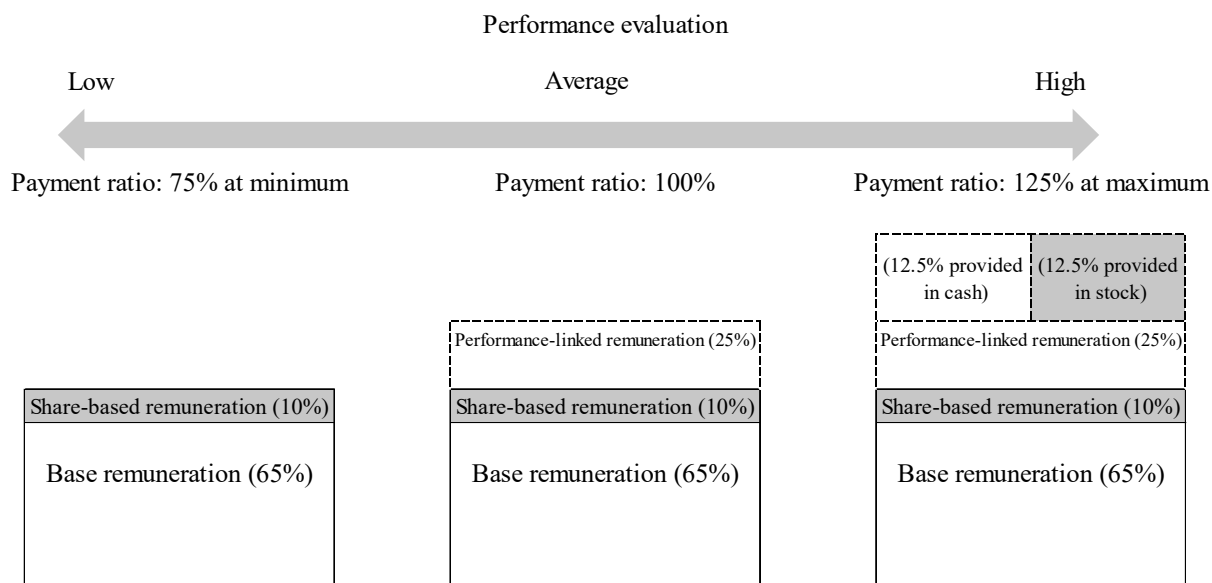 Performance evaluation
Low
Average
High
Payment ratio: 75% at minimum
Payment ratio: 100%
Payment ratio: 125% at maximum
(12.5% provided
in cash)
(12.5% provided
in stock)
Performance-linked remuneration (25%)
Performance-linked remuneration (25%)
Share-based remuneration (10%)
Share-based remuneration (10%)
Share-based remuneration (10%)
Base remuneration (65%)
Base remuneration (65%)
Base remuneration (65%)